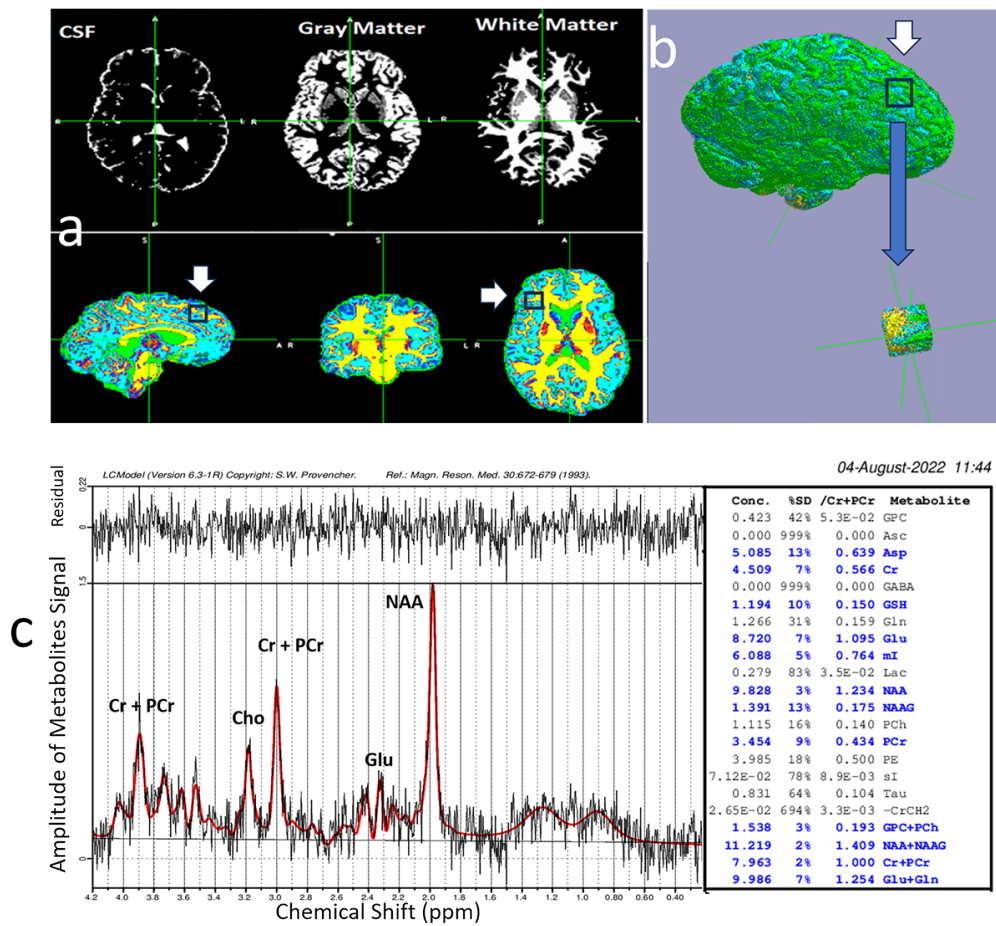 CSF
Gray Matter
White Matter
A
A
A
R
L
R
L
R
L
P
P
P
a
b
S
S
A
A
R
L
R
L
04-August-2022 11:44
LCModel (Version 6.3-1R) Copyright: S.W. Provencher. Ref.: Magn. Reson. Med. 30:672-679 (1993).
Residual
0.22
0
1.5
0
c
Amplitude of Metabolites Signal
NAA
Cr + PCr
Cr + PCr
Cho
Glu
4.2 4.0 3.8 3.6 3.4 3.2 3.0 2.8 2.6 2.4 2.2 2.0 1.8 1.6 1.4 1.2 1.0 0.80 0.60 0.40
Chemical Shift (ppm)
Conc. %SD /Cr+PCr Metabolite
0.423 42% 5.3E-02 GPC
0.000 999% 0.000 Asc
5.085 13% 0.639 Asp
4.509 7% 0.566 Cr
0.000 999% 0.000 GABA
1.194 10% 0.150 GSH
1.266 31% 0.159 Gln
8.720 7% 1.095 Glu
6.088 5% 0.764 mI
0.279 83% 3.5E-02 Lac
9.828 3% 1.234 NAA
1.391 13% 0.175 NAAG
1.115 16% 0.140 PCh
3.454 9% 0.434 PCr
3.985 18% 0.500 PE
7.12E-02 78% 8.9E-03 sI
0.831 64% 0.104 Tau
2.65E-02 694% 3.3E-03 -CrCH2
1.538 3% 0.193 GPC+PCh
11.219 2% 1.409 NAA+NAAG
7.963 2% 1.000 Cr+PCr
9.986 7% 1.254 Glu+Gln